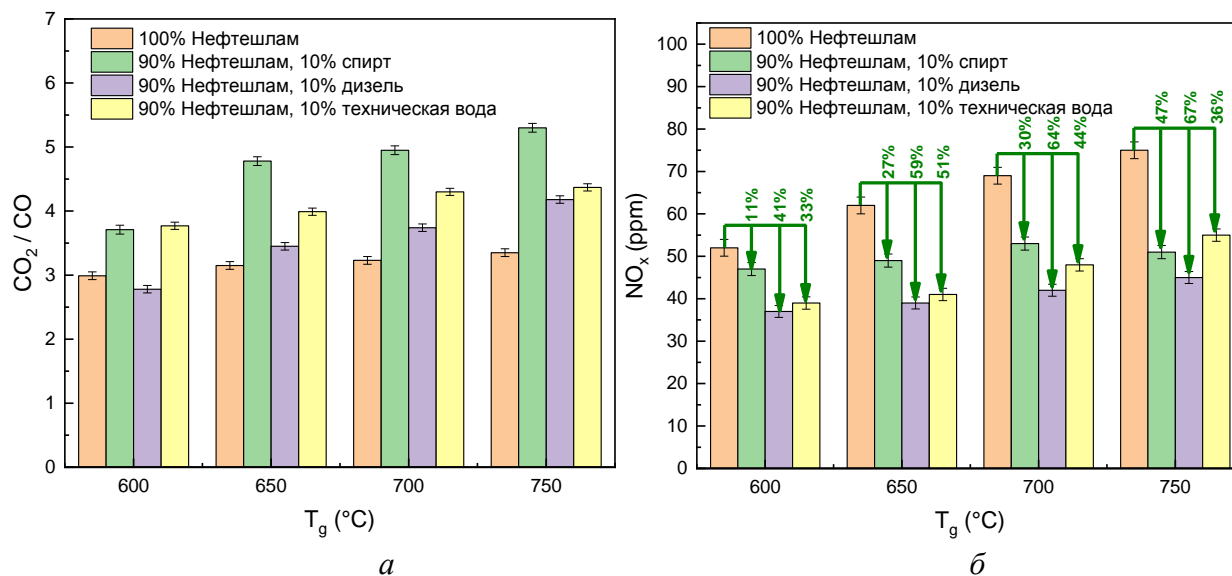 7
6
5
4
3
2
1
0
CO₂ / CO
100% Нефтешлам
90% Нефтешлам, 10% спирт
90% Нефтешлам, 10% дизель
90% Нефтешлам, 10% техническая вода
600 650 700 750
T_g (°C)
а
100
90
80
70
60
50
40
30
20
10
0
NOₓ (ppm)
100% Нефтешлам
90% Нефтешлам, 10% спирт
90% Нефтешлам, 10% дизель
90% Нефтешлам, 10% техническая вода
11% 41% 33%
27% 59% 51%
30% 64% 44%
47% 67% 36%
600 650 700 750
T_g (°C)
б